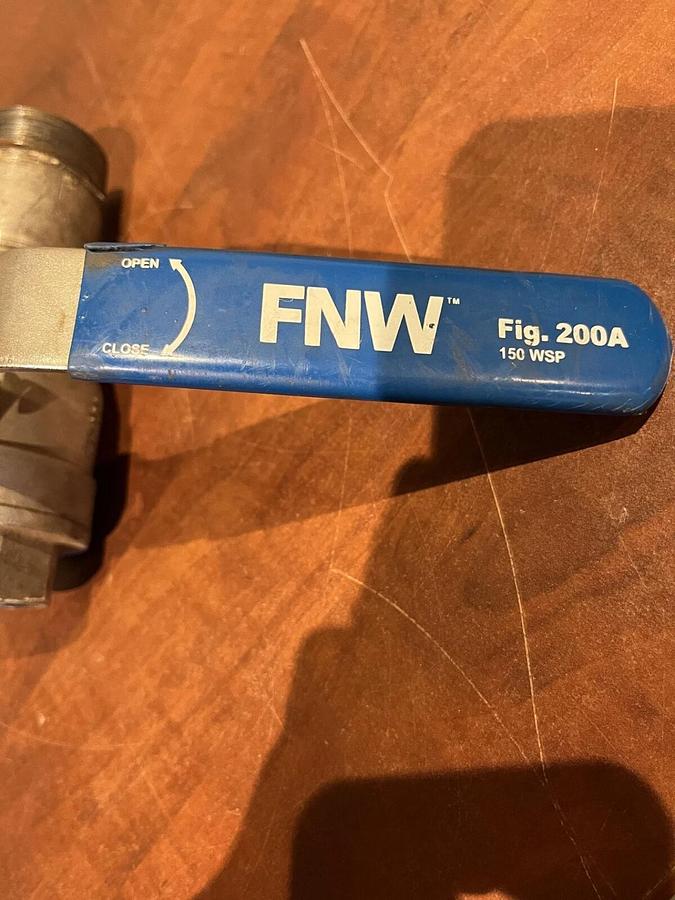 OPEN
CLOSE
FNW™
Fig. 200A
150 WSP